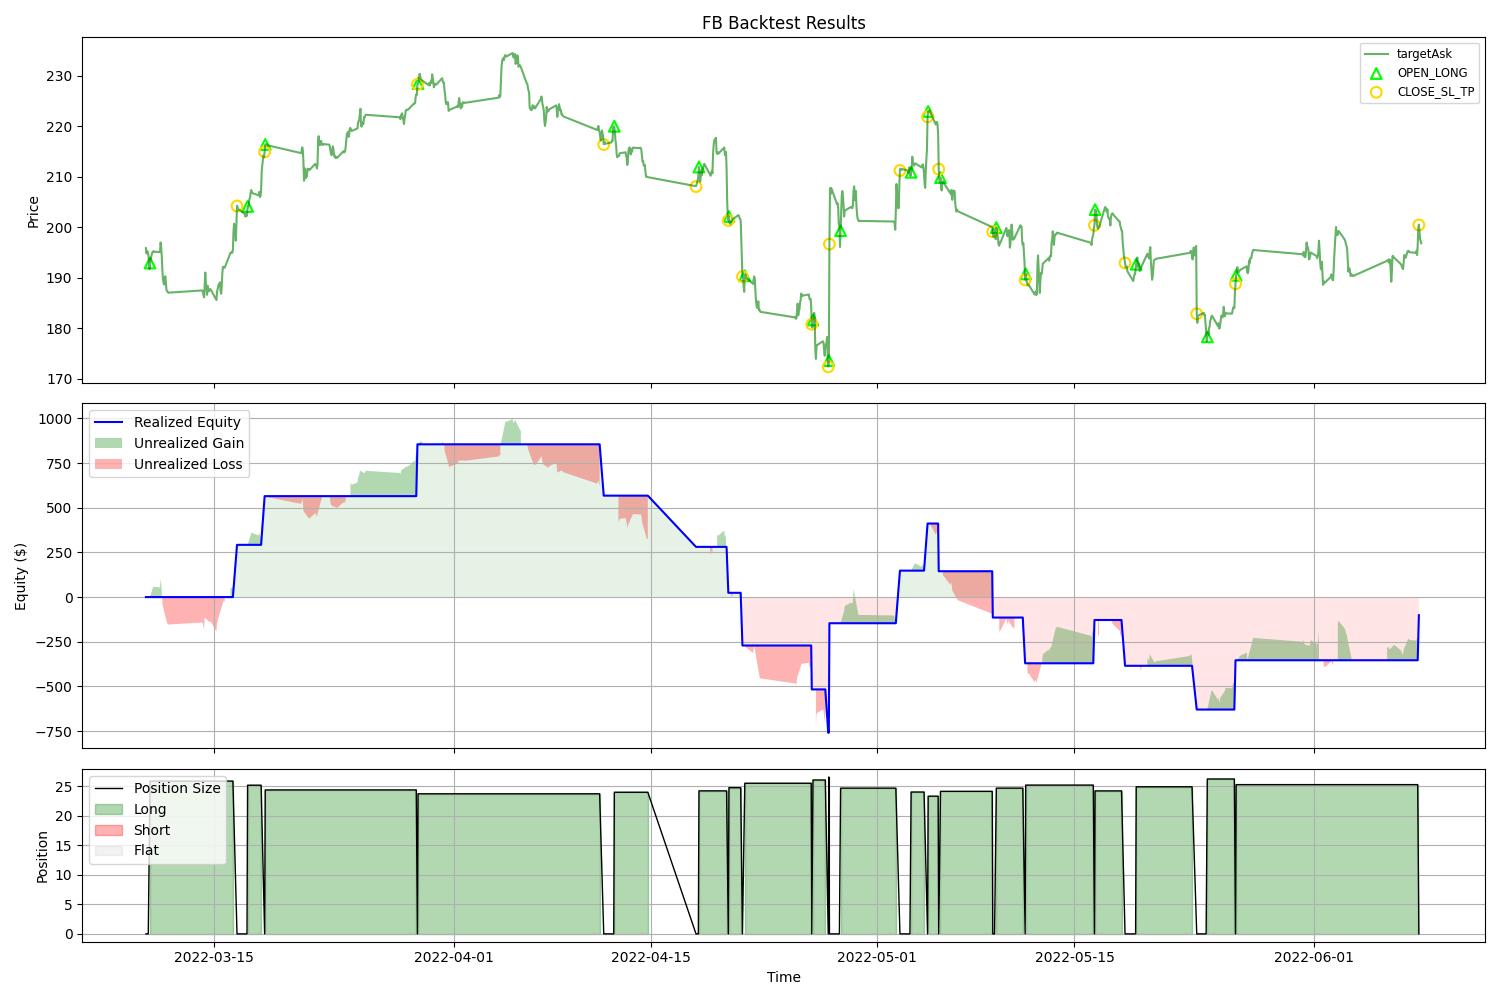 FB Backtest Results
Price
230
220
210
200
190
180
170
targetAsk
OPEN_LONG
CLOSE_SL_TP
Equity ($)
1000
750
500
250
0
−250
−500
−750
Realized Equity
Unrealized Gain
Unrealized Loss
Position
25
20
15
10
5
0
Position Size
Long
Short
Flat
2022-03-15
2022-04-01
2022-04-15
2022-05-01
2022-05-15
2022-06-01
Time